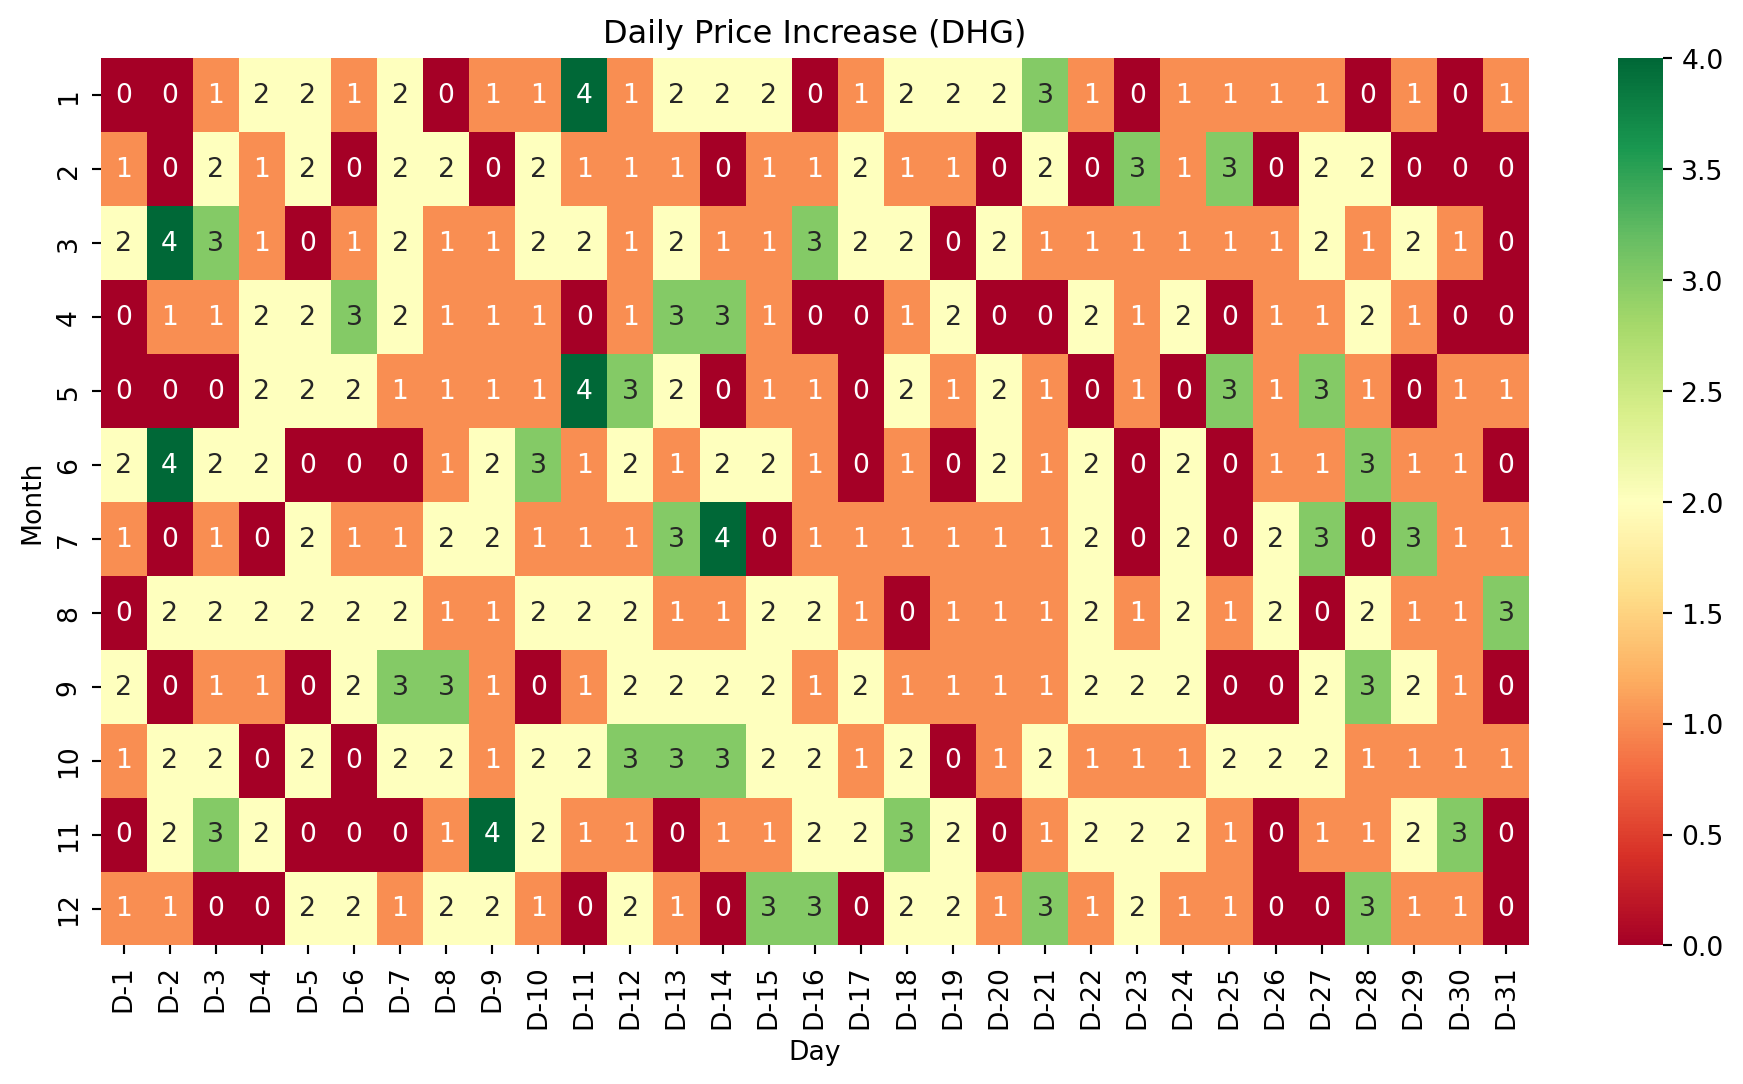 Daily Price Increase (DHG)
Month
1 0 0 1 2 2 1 2 0 1 1 4 1 2 2 2 0 1 2 2 2 3 1 0 1 1 1 1 0 1 0 1
2 1 0 2 1 2 0 2 2 0 2 1 1 1 0 1 1 2 1 1 0 2 0 3 1 3 0 2 2 0 0 0
3 2 4 3 1 0 1 2 1 1 2 2 1 2 1 1 3 2 2 0 2 1 1 1 1 1 1 2 1 2 1 0
4 0 1 1 2 2 3 2 1 1 1 0 1 3 3 1 0 0 1 2 0 0 2 1 2 0 1 1 2 1 0 0
5 0 0 0 2 2 2 1 1 1 1 4 3 2 0 1 1 0 2 1 2 1 0 1 0 3 1 3 1 0 1 1
6 2 4 2 2 0 0 0 1 2 3 1 2 1 2 2 1 0 1 0 2 1 2 0 2 0 1 1 3 1 1 0
7 1 0 1 0 2 1 1 2 2 1 1 1 3 4 0 1 1 1 1 1 1 2 0 2 0 2 3 0 3 1 1
8 0 2 2 2 2 2 2 1 1 2 2 2 1 1 2 2 1 0 1 1 1 2 1 2 1 2 0 2 1 1 3
9 2 0 1 1 0 2 3 3 1 0 1 2 2 2 2 1 2 1 1 1 1 2 2 2 0 0 2 3 2 1 0
10 1 2 2 0 2 0 2 2 1 2 2 3 3 3 2 2 1 2 0 1 2 1 1 1 2 2 2 1 1 1 1
11 0 2 3 2 0 0 0 1 4 2 1 1 0 1 1 2 2 3 2 0 1 2 2 2 1 0 1 1 2 3 0
12 1 1 0 0 2 2 1 2 2 1 0 2 1 0 3 3 0 2 2 1 3 1 2 1 1 0 0 3 1 1 0
D-1 D-2 D-3 D-4 D-5 D-6 D-7 D-8 D-9 D-10 D-11 D-12 D-13 D-14 D-15 D-16 D-17 D-18 D-19 D-20 D-21 D-22 D-23 D-24 D-25 D-26 D-27 D-28 D-29 D-30 D-31
Day
4.0
3.5
3.0
2.5
2.0
1.5
1.0
0.5
0.0